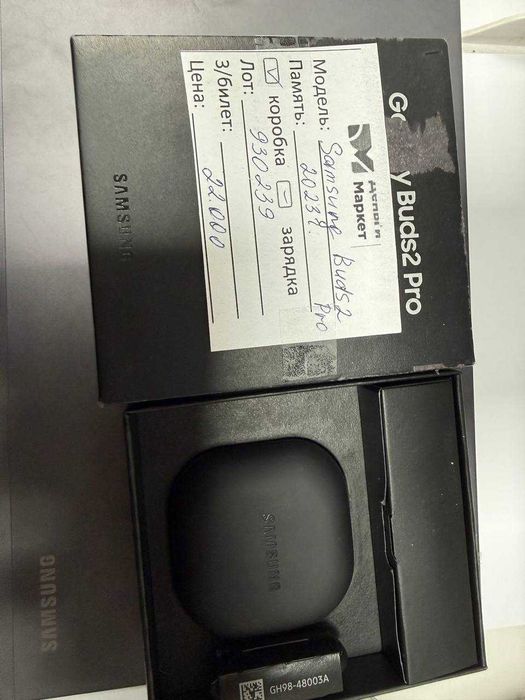 Galaxy Buds2 Pro
SAMSUNG
Маркет
Модель: Samsung Buds2 Pro
Память: 2023г.
коробка зарядка
Лот: 930239
З/билет:
Цена: 22.000
SAMSUNG
GH98-48003A
SAMSUNG